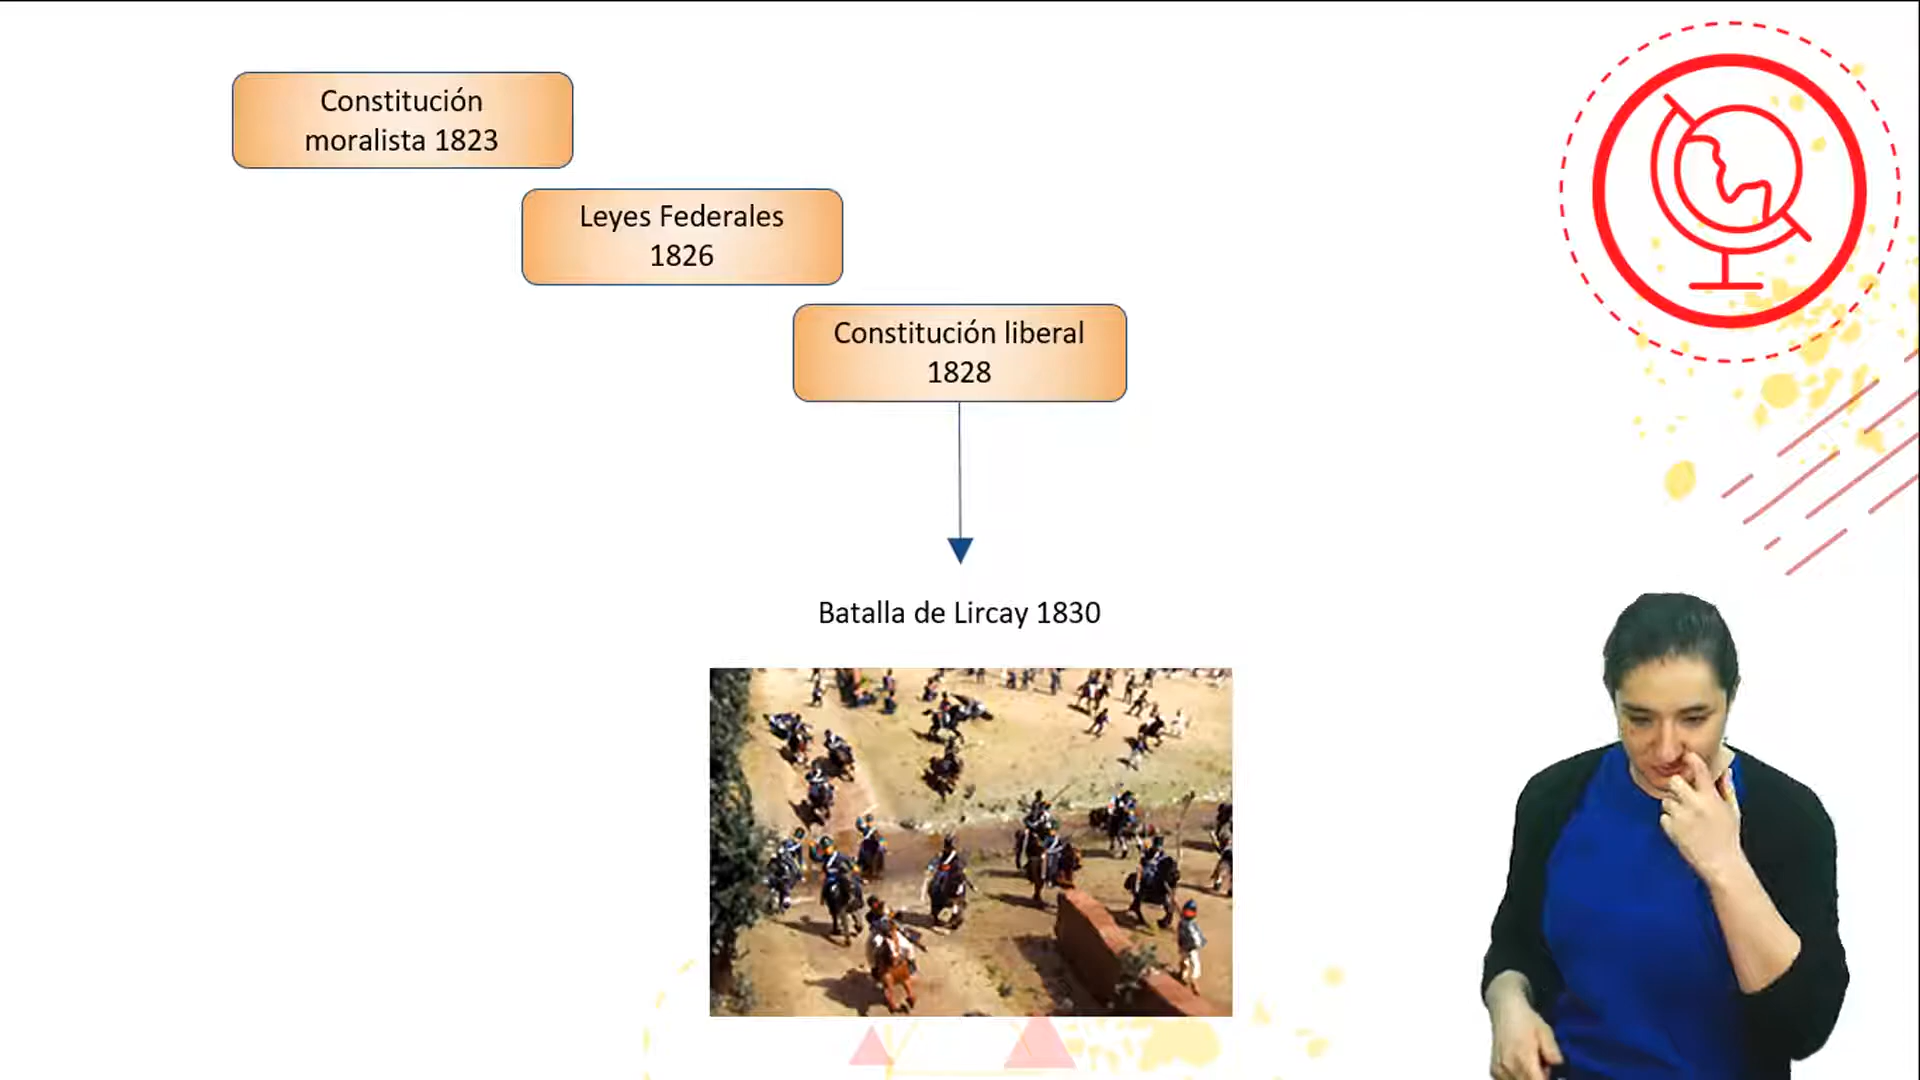 Constitución
moralista 1823
Leyes Federales
1826
Constitución liberal
1828
Batalla de Lircay 1830